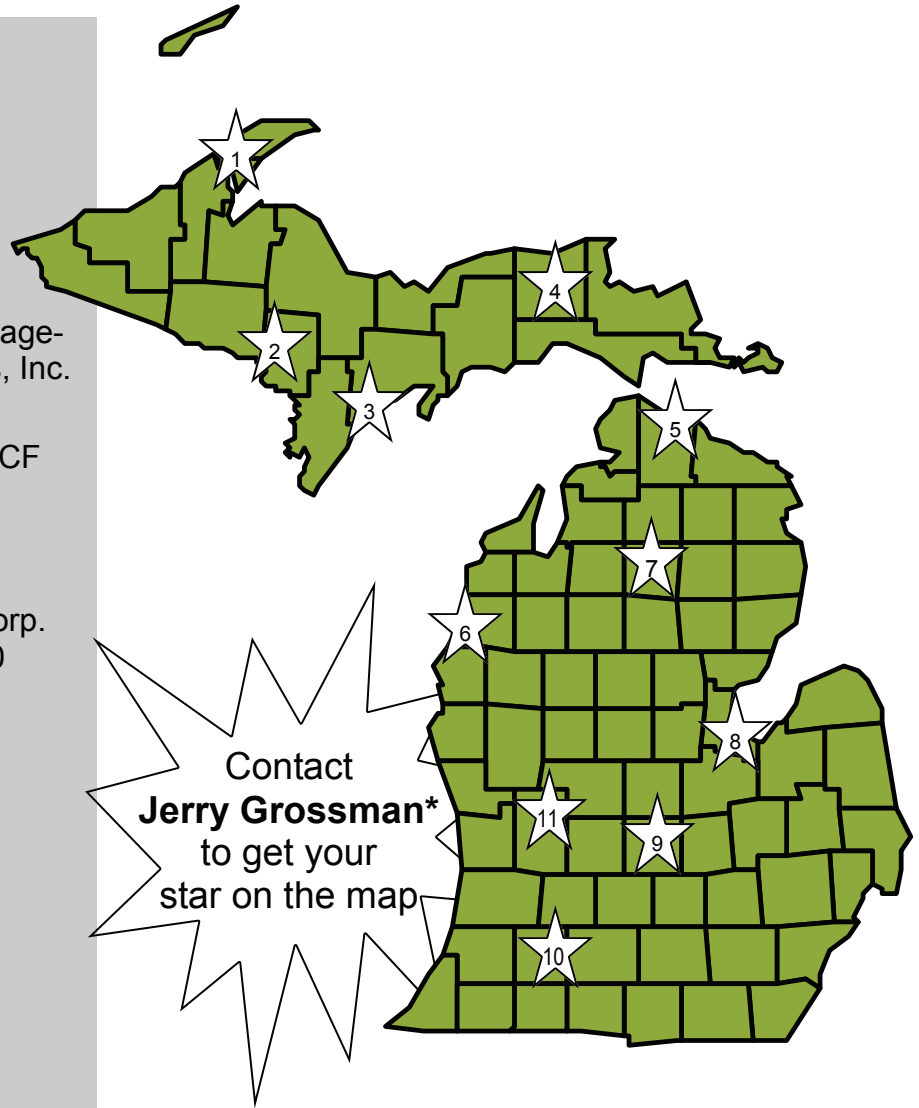 age-
, Inc.
CF
orp.
0
Contact
Jerry Grossman*
to get your
star on the map
1
2
3
4
5
6
7
8
11
9
10